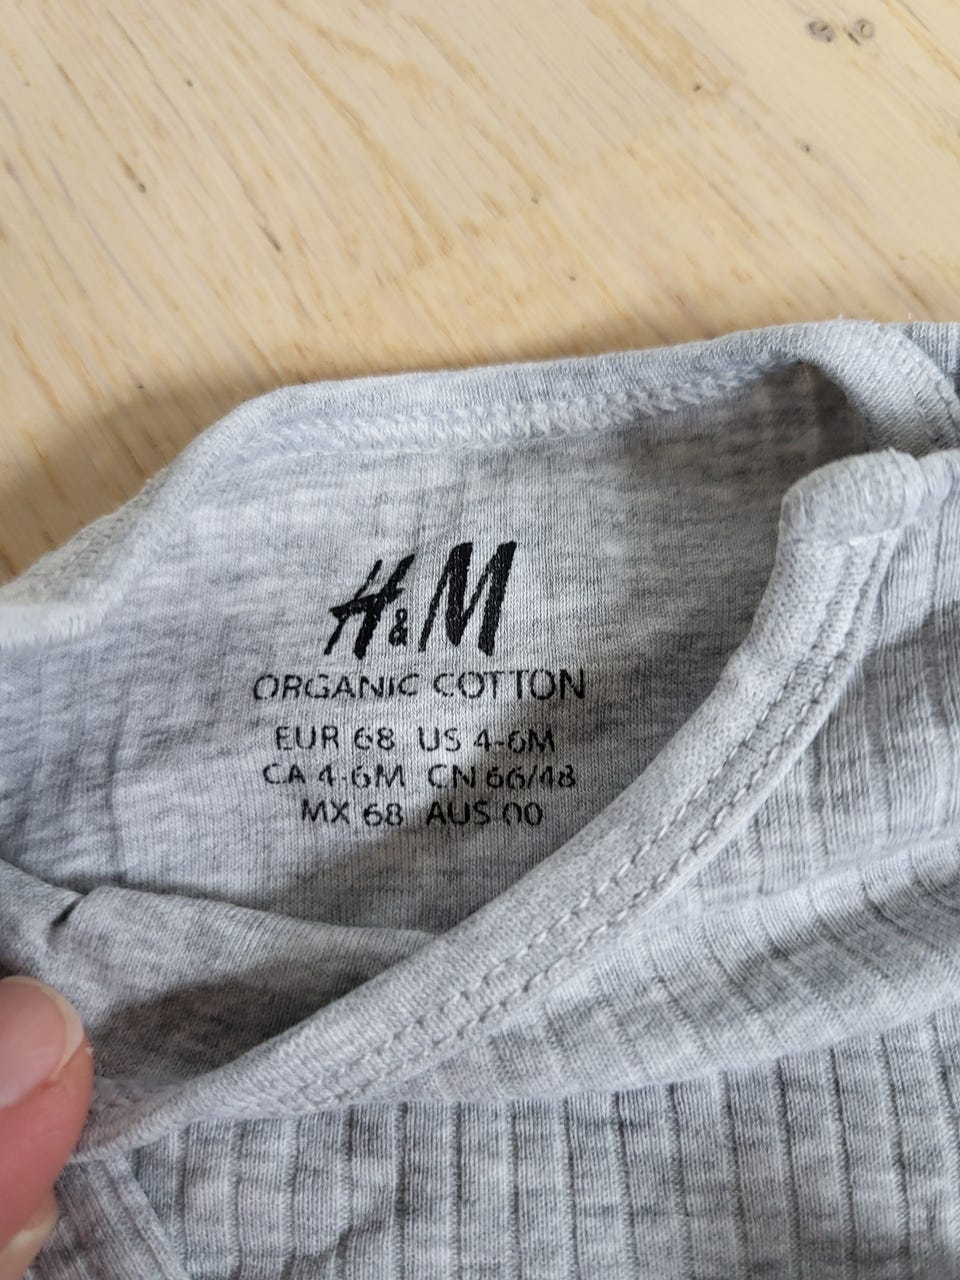 H&M
ORGANIC COTTON
EUR 68 US 4-6M
CA 4-6M CN 66/48
MX 68 AUS 00